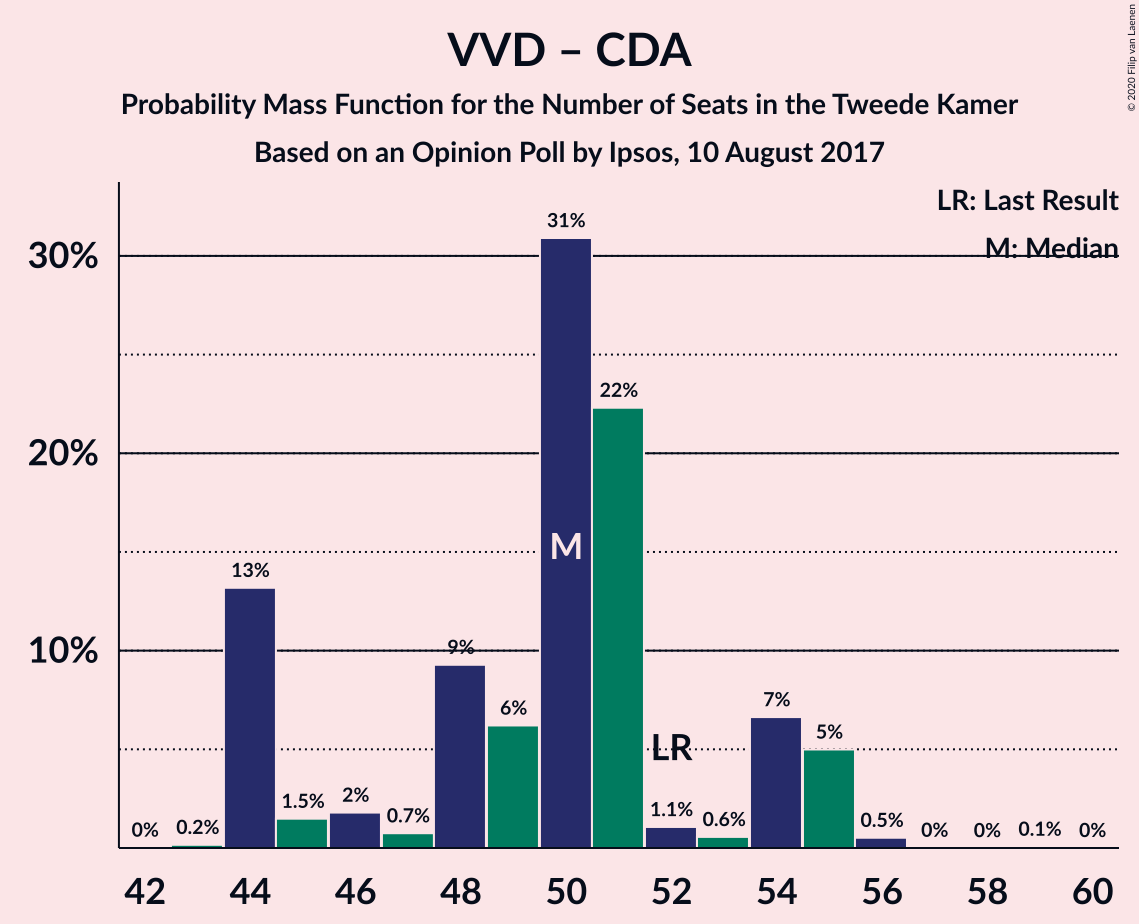 VVD – CDA
Probability Mass Function for the Number of Seats in the Tweede Kamer
Based on an Opinion Poll by Ipsos, 10 August 2017
© 2020 Filip van Laenen
LR: Last Result
M: Median
30%
20%
10%
0%
0.2%
13%
1.5%
2%
0.7%
9%
6%
31%
22%
1.1%
0.6%
7%
5%
0.5%
0%
0%
0.1%
0%
M
LR
42 44 46 48 50 52 54 56 58 60